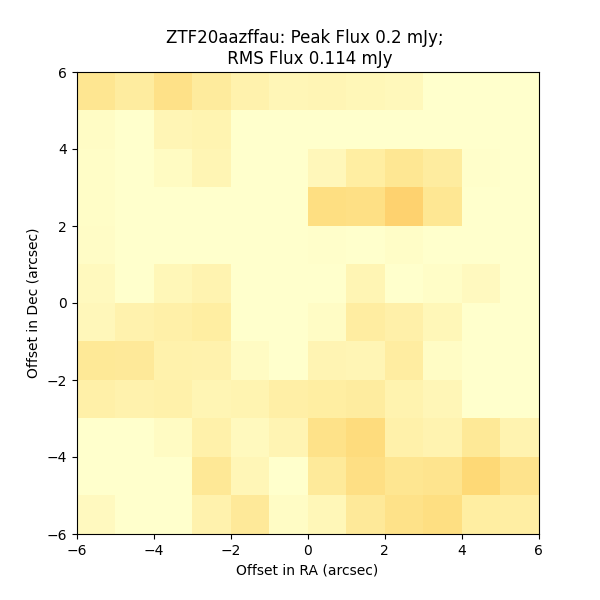 ZTF20aazffau: Peak Flux 0.2 mJy;
RMS Flux 0.114 mJy
6
4
2
0
−2
−4
−6
Offset in Dec (arcsec)
−6 −4 −2 0 2 4 6
Offset in RA (arcsec)